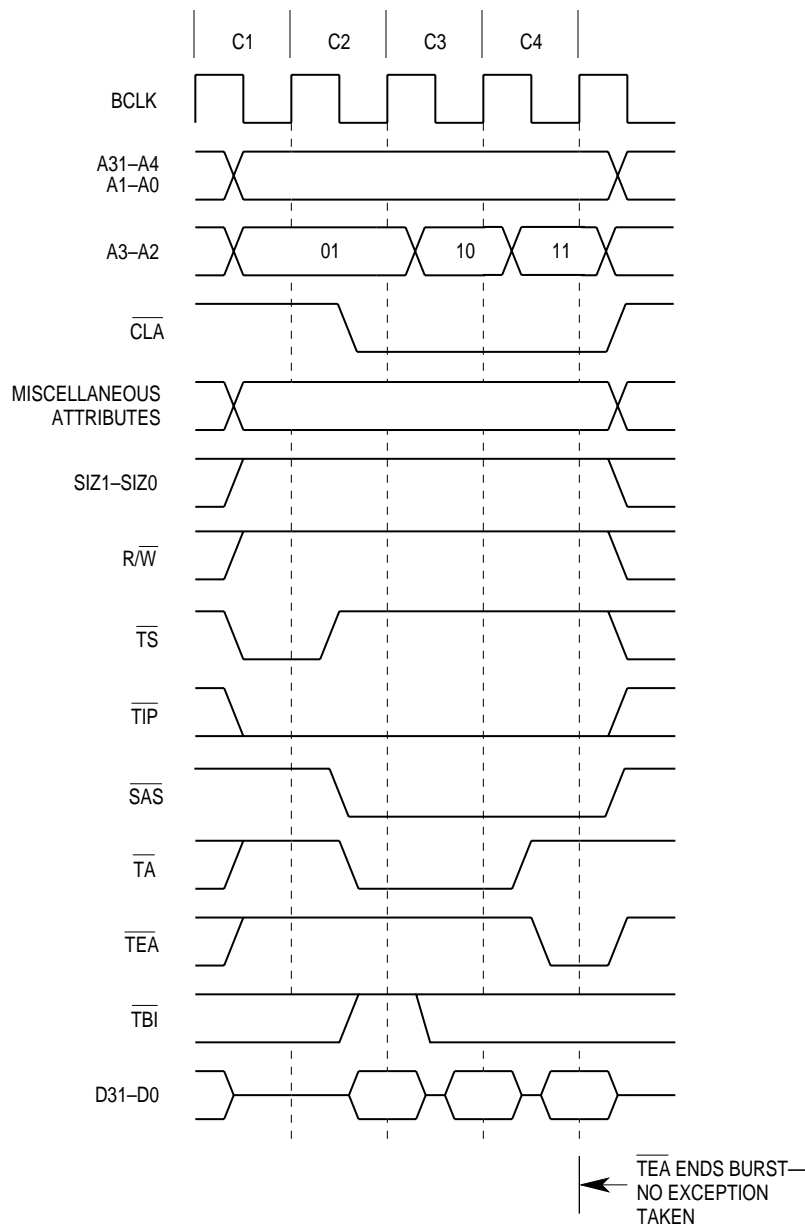 C1 C2 C3 C4
BCLK
A31–A4
A1–A0
A3–A2 01 10 11
CLA
MISCELLANEOUS
ATTRIBUTES
SIZ1–SIZ0
R/W
TS
TIP
SAS
TA
TEA
TBI
D31–D0
TEA ENDS BURST—
NO EXCEPTION
TAKEN